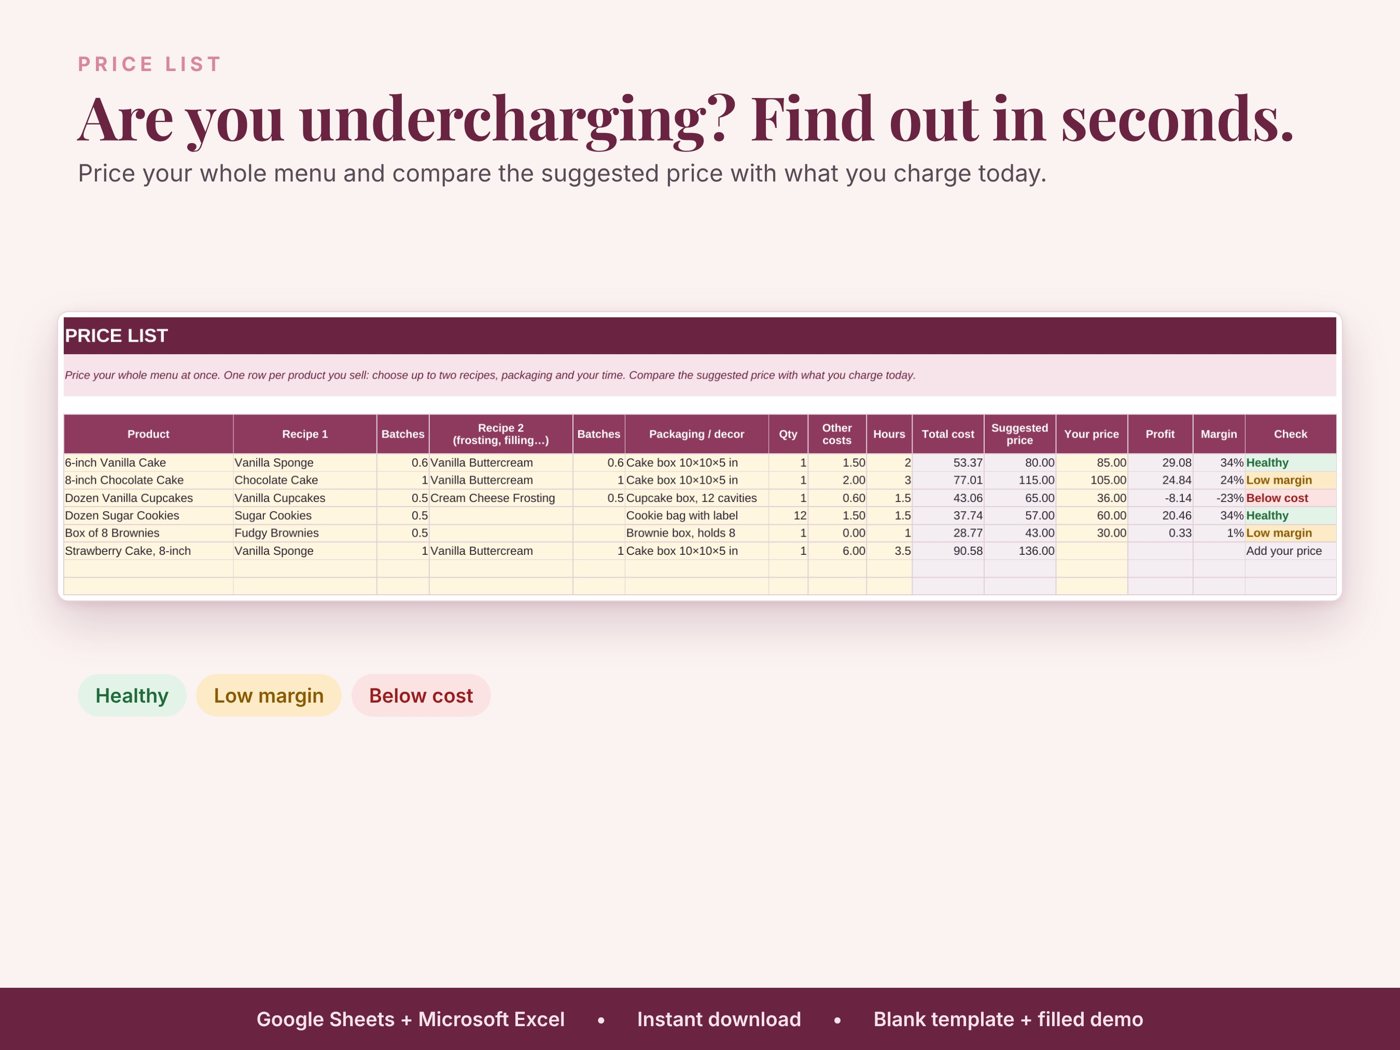 PRICE LIST
Are you undercharging? Find out in seconds.
Price your whole menu and compare the suggested price with what you charge today.
PRICE LIST
Price your whole menu at once. One row per product you sell: choose up to two recipes, packaging and your time. Compare the suggested price with what you charge today.
Product Recipe 1 Batches Recipe 2 (frosting, filling…) Batches Packaging / decor Qty Other costs Hours Total cost Suggested price Your price Profit Margin Check
6-inch Vanilla Cake Vanilla Sponge 0.6 Vanilla Buttercream 0.6 Cake box 10×10×5 in 1 1.50 2 53.37 80.00 85.00 29.08 34% Healthy
8-inch Chocolate Cake Chocolate Cake 1 Vanilla Buttercream 1 Cake box 10×10×5 in 1 2.00 3 77.01 115.00 105.00 24.84 24% Low margin
Dozen Vanilla Cupcakes Vanilla Cupcakes 0.5 Cream Cheese Frosting 0.5 Cupcake box, 12 cavities 1 0.60 1.5 43.06 65.00 36.00 -8.14 -23% Below cost
Dozen Sugar Cookies Sugar Cookies 0.5 Cookie bag with label 12 1.50 1.5 37.74 57.00 60.00 20.46 34% Healthy
Box of 8 Brownies Fudgy Brownies 0.5 Brownie box, holds 8 1 0.00 1 28.77 43.00 30.00 0.33 1% Low margin
Strawberry Cake, 8-inch Vanilla Sponge 1 Vanilla Buttercream 1 Cake box 10×10×5 in 1 6.00 3.5 90.58 136.00 Add your price
Healthy Low margin Below cost
Google Sheets + Microsoft Excel • Instant download • Blank template + filled demo